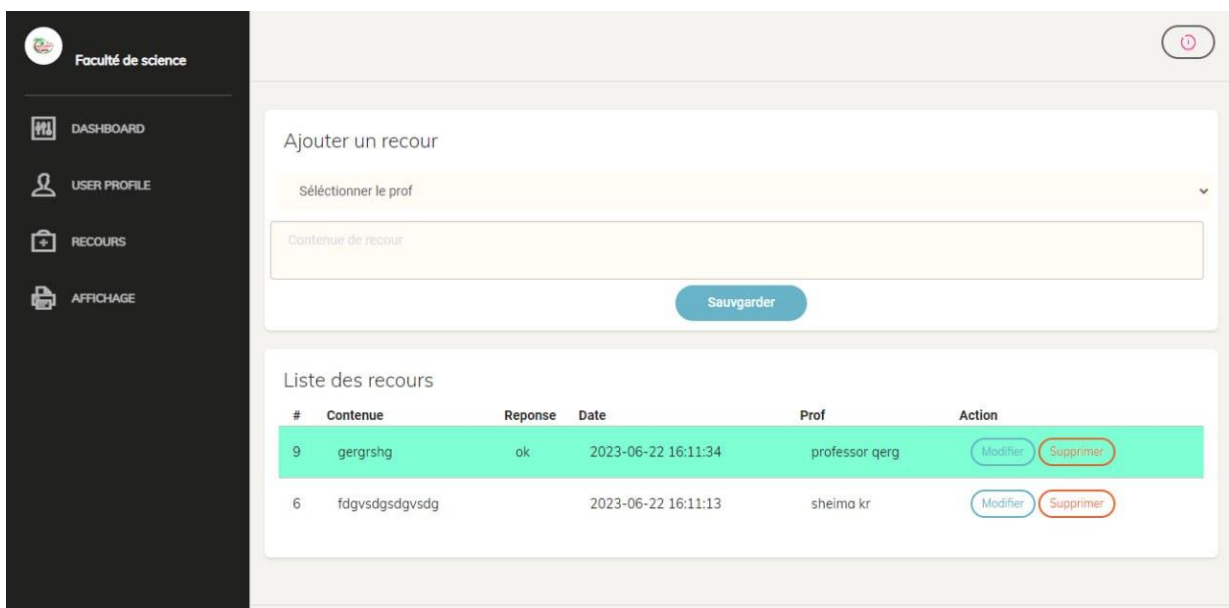 Faculté de science
DASHBOARD
USER PROFILE
RECOURS
AFFICHAGE
Ajouter un recour
Séléctionner le prof
Contenue de recour
Sauvgarder
Liste des recours
# Contenue Reponse Date Prof Action
9 gergrshg ok 2023-06-22 16:11:34 professor qerg Modifier Supprimer
6 fdgvsdgsdgvsdg 2023-06-22 16:11:13 sheima kr Modifier Supprimer